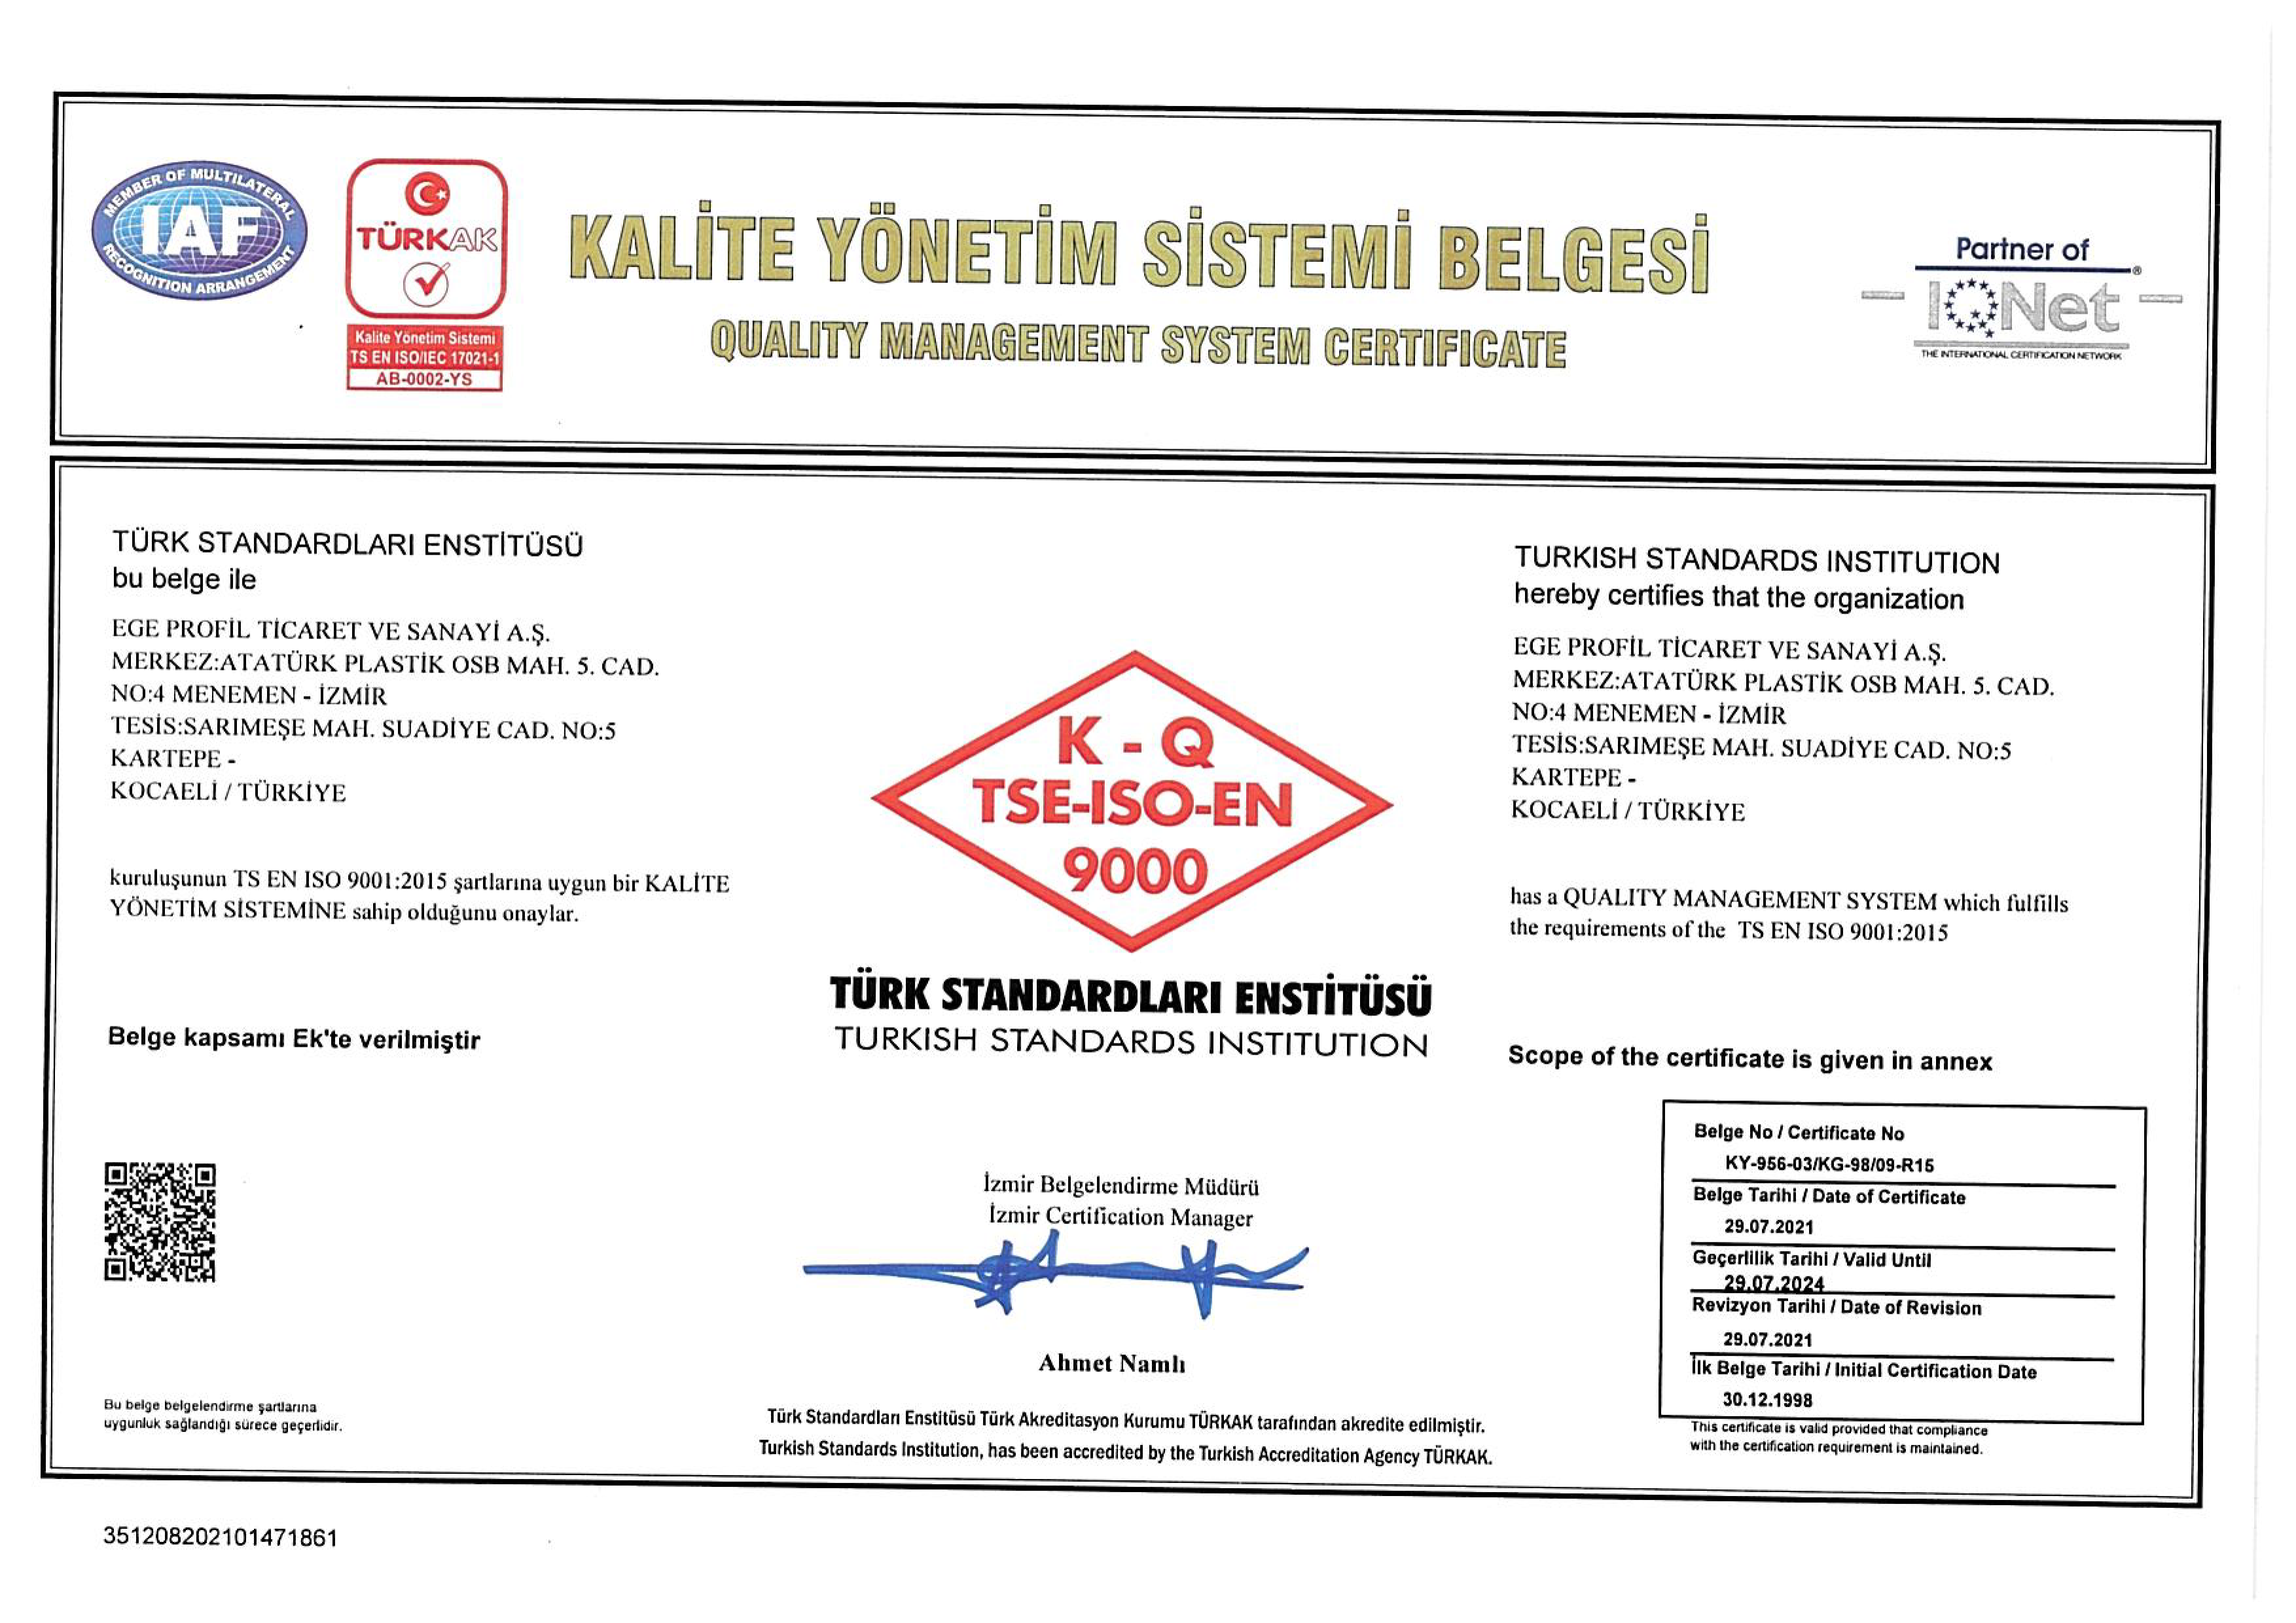 MEMBER OF MULTILATERAL
IAF
RECOGNITION ARRANGEMENT
TÜRKAK
Kalite Yönetim Sistemi
TS EN ISO/IEC 17021-1
AB-0002-YS
KALİTE YÖNETİM SİSTEMİ BELGESİ
QUALITY MANAGEMENT SYSTEM CERTIFICATE
Partner of
IQNet ®
THE INTERNATIONAL CERTIFICATION NETWORK
TÜRK STANDARDLARI ENSTİTÜSÜ
bu belge ile
EGE PROFİL TİCARET VE SANAYİ A.Ş.
MERKEZ:ATATÜRK PLASTİK OSB MAH. 5. CAD.
NO:4 MENEMEN - İZMİR
TESİS:SARIMEŞE MAH. SUADİYE CAD. NO:5
KARTEPE -
KOCAELİ / TÜRKİYE
kuruluşunun TS EN ISO 9001:2015 şartlarına uygun bir KALİTE
YÖNETİM SİSTEMİNE sahip olduğunu onaylar.
Belge kapsamı Ek'te verilmiştir
K - Q
TSE-ISO-EN
9000
TÜRK STANDARDLARI ENSTİTÜSÜ
TURKISH STANDARDS INSTITUTION
TURKISH STANDARDS INSTITUTION
hereby certifies that the organization
EGE PROFİL TİCARET VE SANAYİ A.Ş.
MERKEZ:ATATÜRK PLASTİK OSB MAH. 5. CAD.
NO:4 MENEMEN - İZMİR
TESİS:SARIMEŞE MAH. SUADİYE CAD. NO:5
KARTEPE -
KOCAELİ / TÜRKİYE
has a QUALITY MANAGEMENT SYSTEM which fulfills
the requirements of the TS EN ISO 9001:2015
Scope of the certificate is given in annex
İzmir Belgelendirme Müdürü
İzmir Certification Manager
Ahmet Namlı
Belge No / Certificate No
KY-956-03/KG-98/09-R15
Belge Tarihi / Date of Certificate
29.07.2021
Geçerlilik Tarihi / Valid Until
29.07.2024
Revizyon Tarihi / Date of Revision
29.07.2021
İlk Belge Tarihi / Initial Certification Date
30.12.1998
Bu belge belgelendirme şartlarına
uygunluk sağlandığı sürece geçerlidir.
Türk Standardları Enstitüsü Türk Akreditasyon Kurumu TÜRKAK tarafından akredite edilmiştir.
Turkish Standards Institution, has been accredited by the Turkish Accreditation Agency TÜRKAK.
This certificate is valid provided that compliance
with the certification requirement is maintained.
351208202101471861